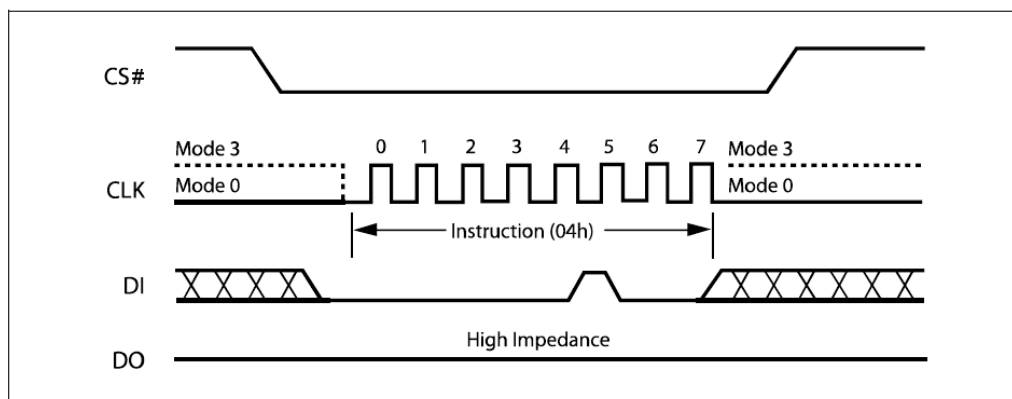 CS#
Mode 3
0 1 2 3 4 5 6 7
Mode 3
CLK
Mode 0
Mode 0
Instruction (04h)
DI
High Impedance
DO